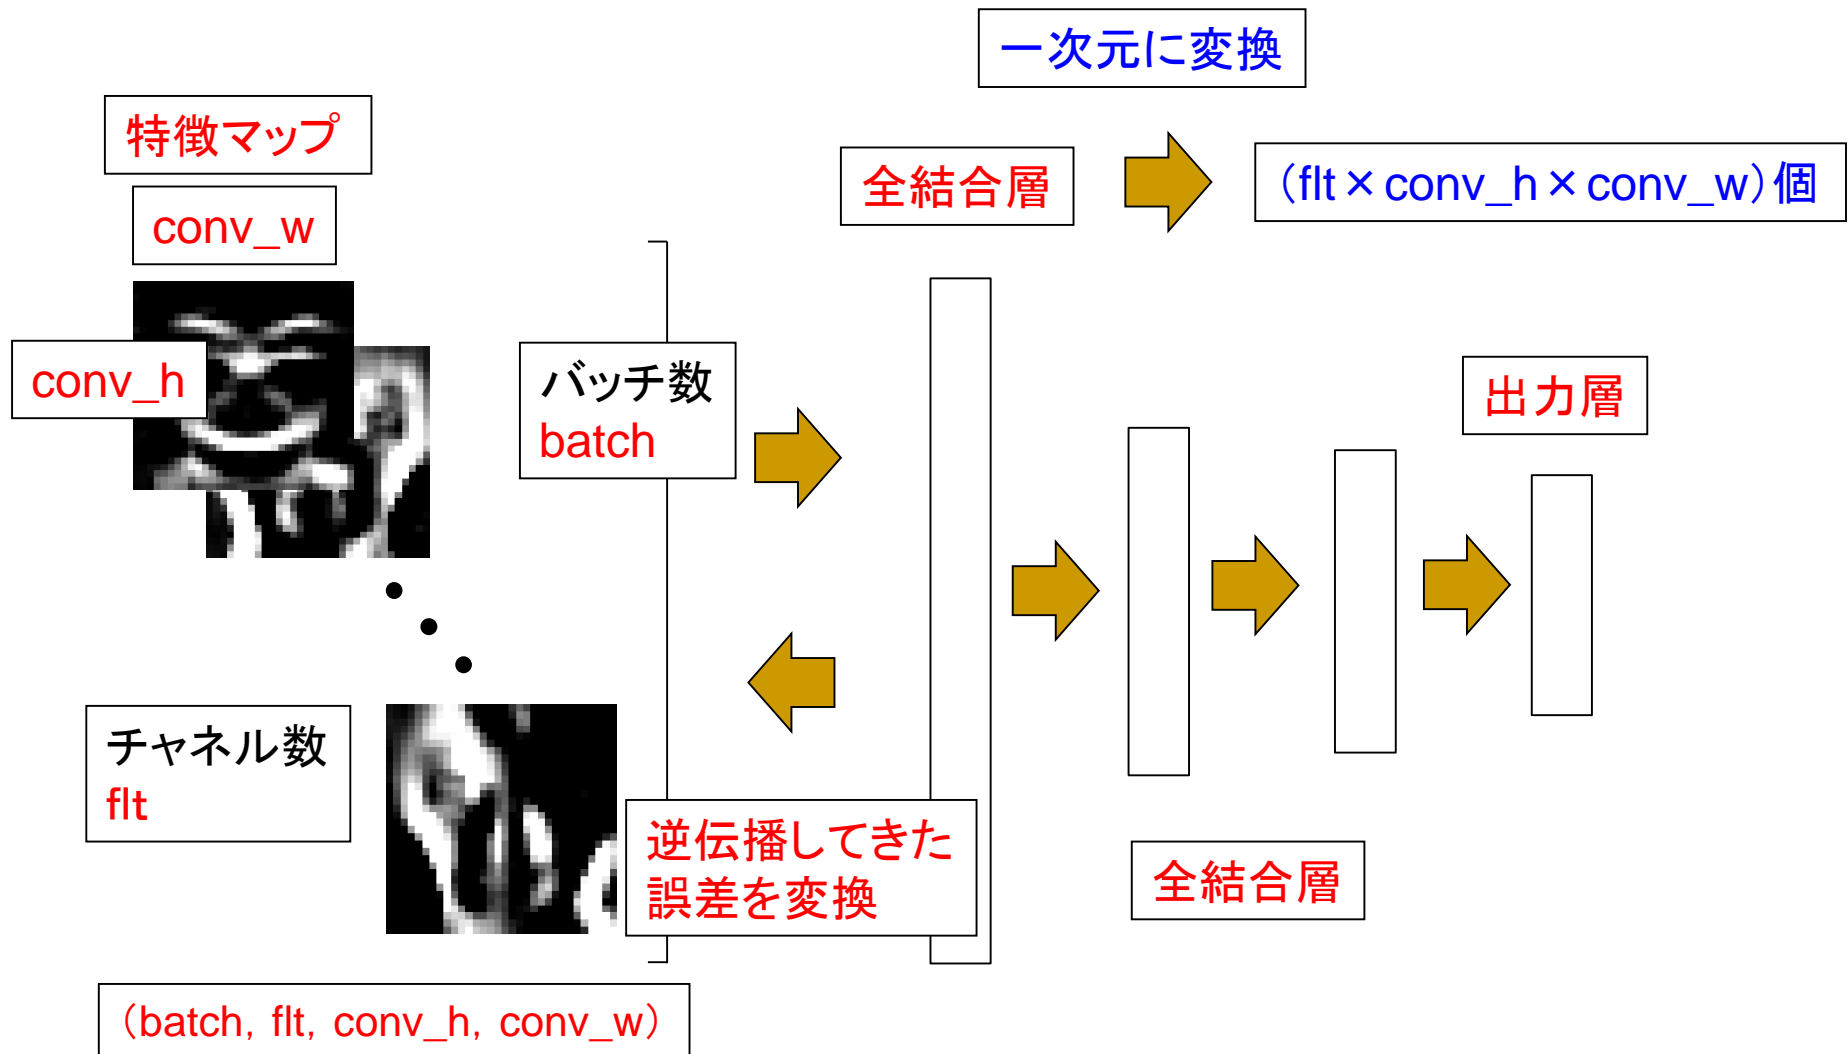 一次元に変換
特徴マップ
全結合層
（flt×conv_h×conv_w）個
conv_w
conv_h
バッチ数
batch
出力層
チャネル数
flt
逆伝播してきた
誤差を変換
全結合層
（batch, flt, conv_h, conv_w）